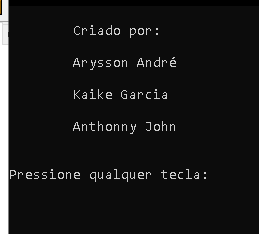 Criado por:
Arysson André
Kaike Garcia
Anthonny John
Pressione qualquer tecla: